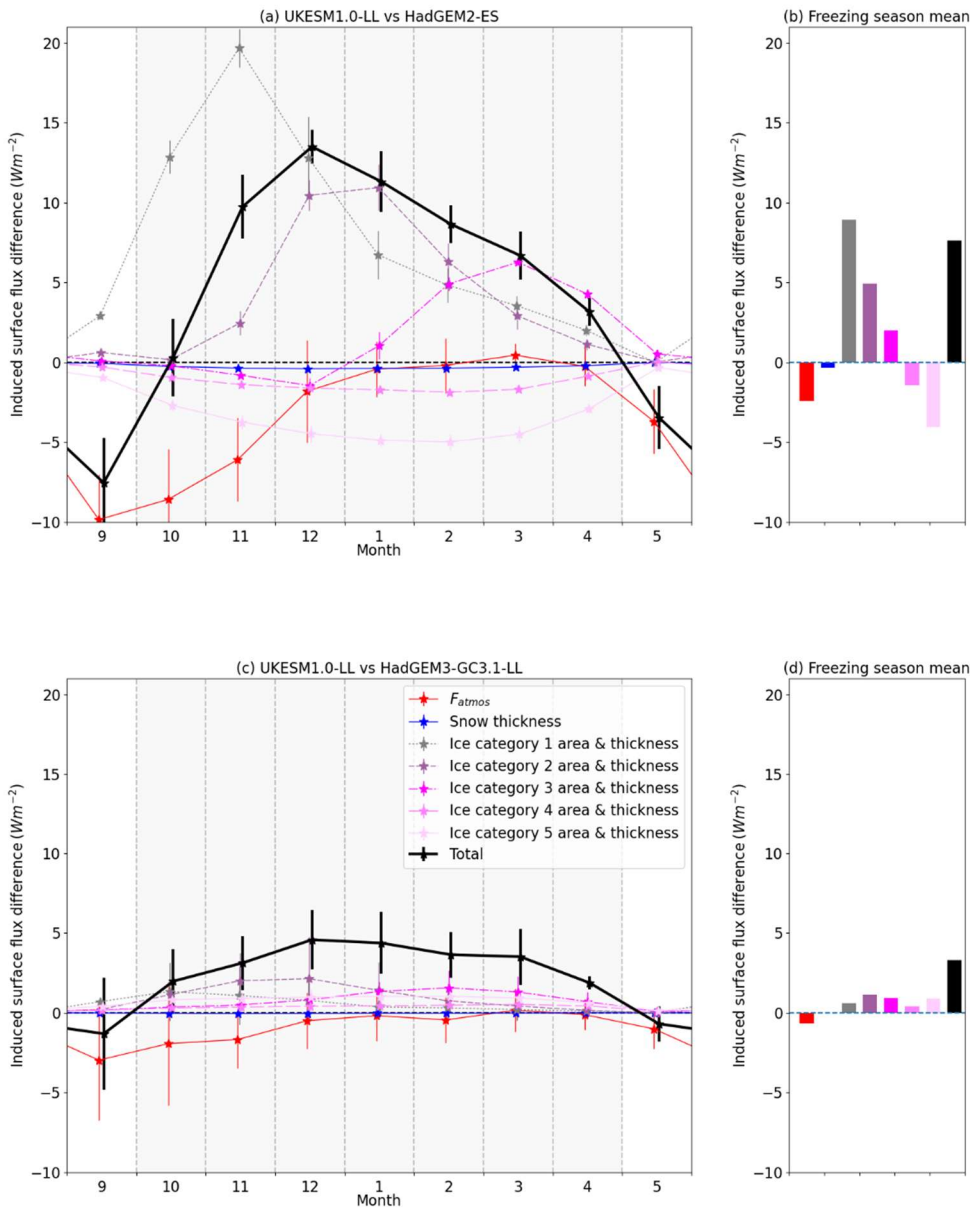 (a) UKESM1.0-LL vs HadGEM2-ES
(b) Freezing season mean
Induced surface flux difference (Wm⁻²)
20
15
10
5
0
−5
−10
9 10 11 12 1 2 3 4 5
Month
Induced surface flux difference (Wm⁻²)
20
15
10
5
0
−5
−10
(c) UKESM1.0-LL vs HadGEM3-GC3.1-LL
(d) Freezing season mean
Induced surface flux difference (Wm⁻²)
20
15
10
5
0
−5
−10
F_atmos
Snow thickness
Ice category 1 area & thickness
Ice category 2 area & thickness
Ice category 3 area & thickness
Ice category 4 area & thickness
Ice category 5 area & thickness
Total
9 10 11 12 1 2 3 4 5
Month
Induced surface flux difference (Wm⁻²)
20
15
10
5
0
−5
−10